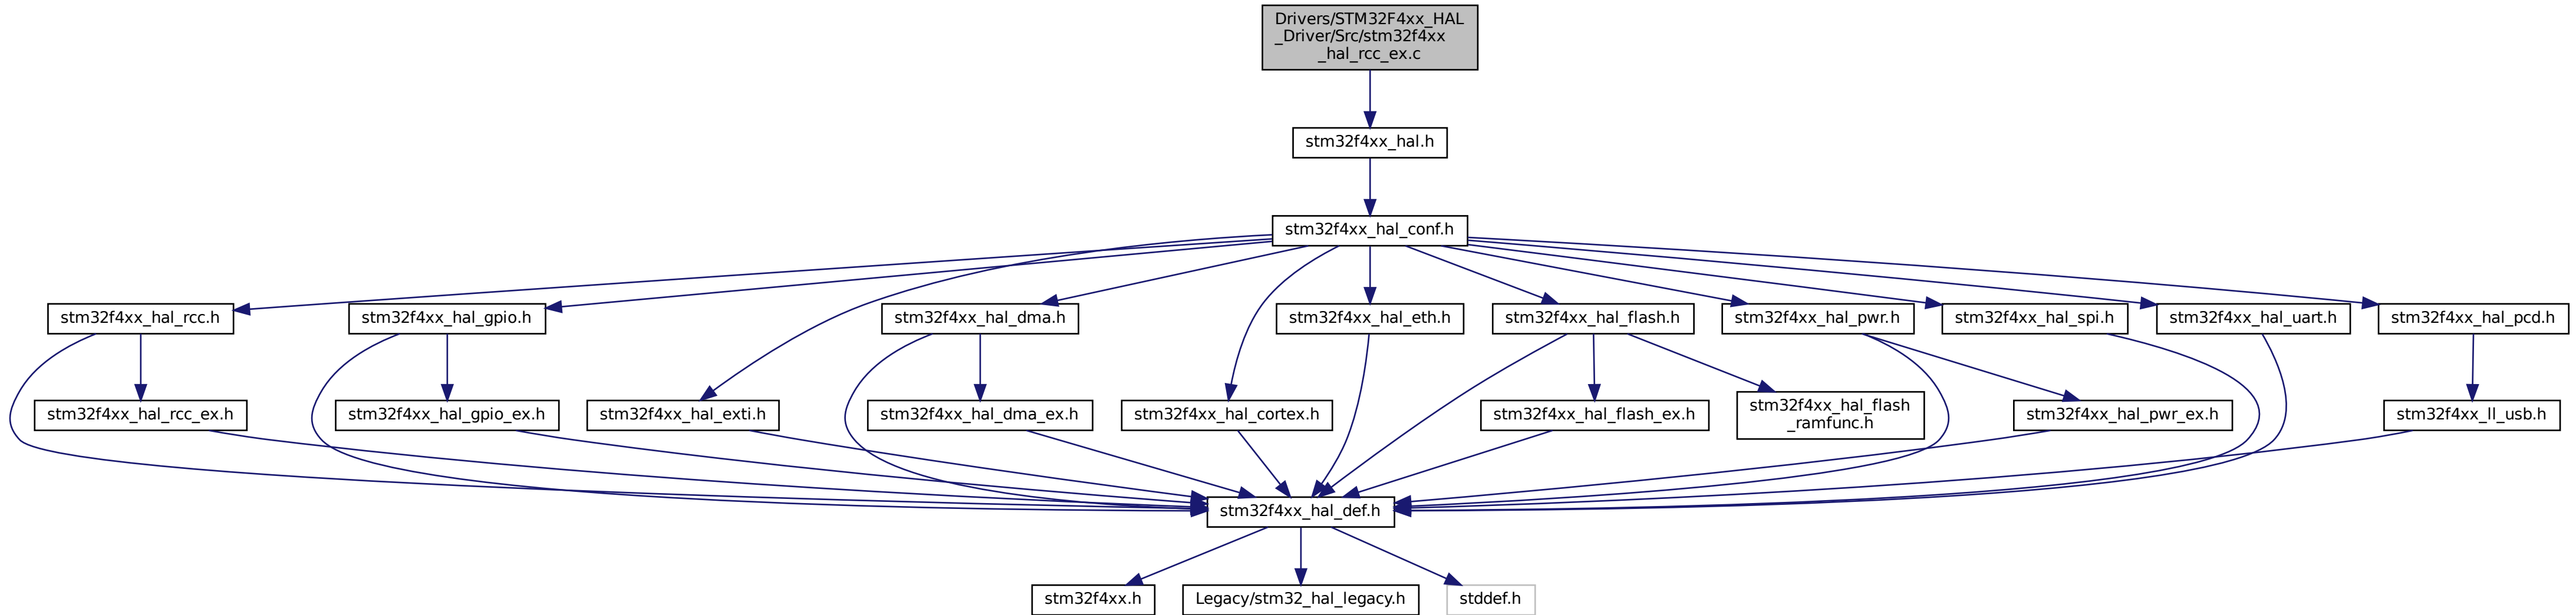 Drivers/STM32F4xx_HAL
_Driver/Src/stm32f4xx
_hal_rcc_ex.c
stm32f4xx_hal.h
stm32f4xx_hal_conf.h
stm32f4xx_hal_rcc.h
stm32f4xx_hal_gpio.h
stm32f4xx_hal_dma.h
stm32f4xx_hal_eth.h
stm32f4xx_hal_flash.h
stm32f4xx_hal_pwr.h
stm32f4xx_hal_spi.h
stm32f4xx_hal_uart.h
stm32f4xx_hal_pcd.h
stm32f4xx_hal_rcc_ex.h
stm32f4xx_hal_gpio_ex.h
stm32f4xx_hal_exti.h
stm32f4xx_hal_dma_ex.h
stm32f4xx_hal_cortex.h
stm32f4xx_hal_flash_ex.h
stm32f4xx_hal_flash
_ramfunc.h
stm32f4xx_hal_pwr_ex.h
stm32f4xx_ll_usb.h
stm32f4xx_hal_def.h
stm32f4xx.h
Legacy/stm32_hal_legacy.h
stddef.h